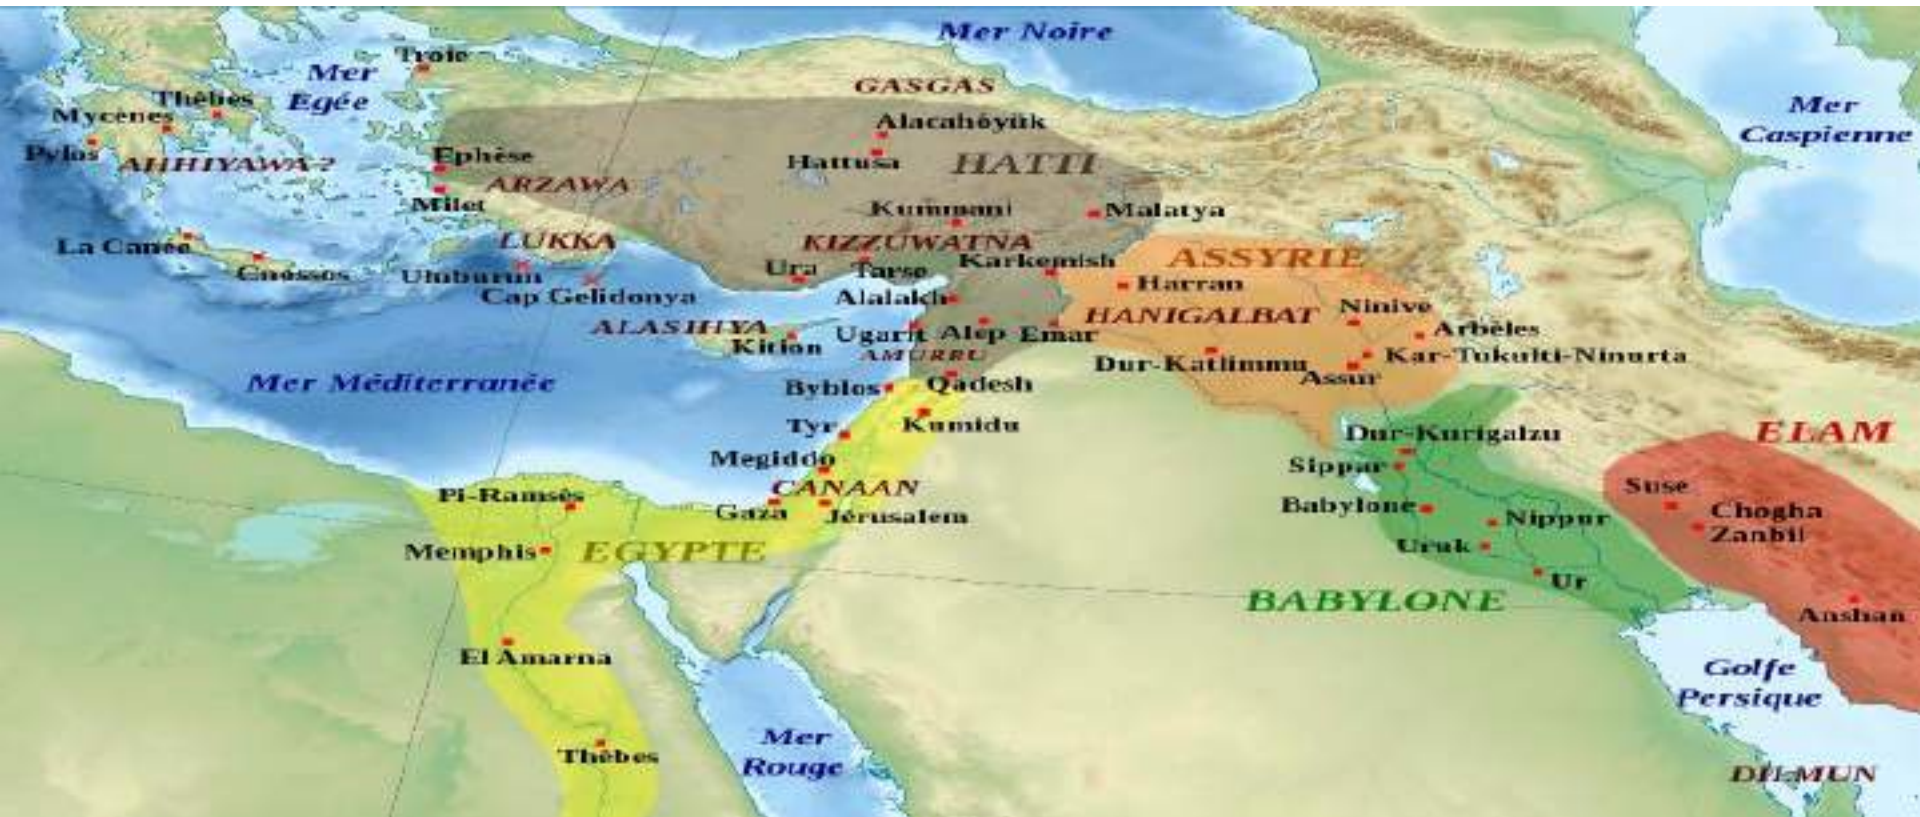 Mer Noire
Troie
Mer
Egée
GASGAS
Mer
Caspienne
Thèbes
Mycènes
Pylos
AHHIYAWA ?
Alacahöyük
Hattusa
HATTI
Ephèse
ARZAWA
Milet
Kummani
Malatya
La Canée
Cnossos
LUKKA
Uluburun
Cap Gelidonya
KIZZUWATNA
Ura
Tarse
Karkemish
ASSYRIE
Harran
Alalakh
HANIGALBAT
Ninive
Arbèles
ALASIHYA
Kition
Ugarit
Alep
Emar
AMURRU
Dur-Katlimmu
Kar-Tukulti-Ninurta
Assur
Mer Méditerranée
Byblos
Qadesh
Tyr
Kumidu
Dur-Kurigalzu
ELAM
Megiddo
Sippar
CANAAN
Suse
Pi-Ramsès
Gaza
Jérusalem
Babylone
Nippur
Chogha
Zanbil
Memphis
EGYPTE
Uruk
Ur
BABYLONE
Anshan
El Amarna
Golfe
Persique
Mer
Rouge
Thèbes
DILMUN